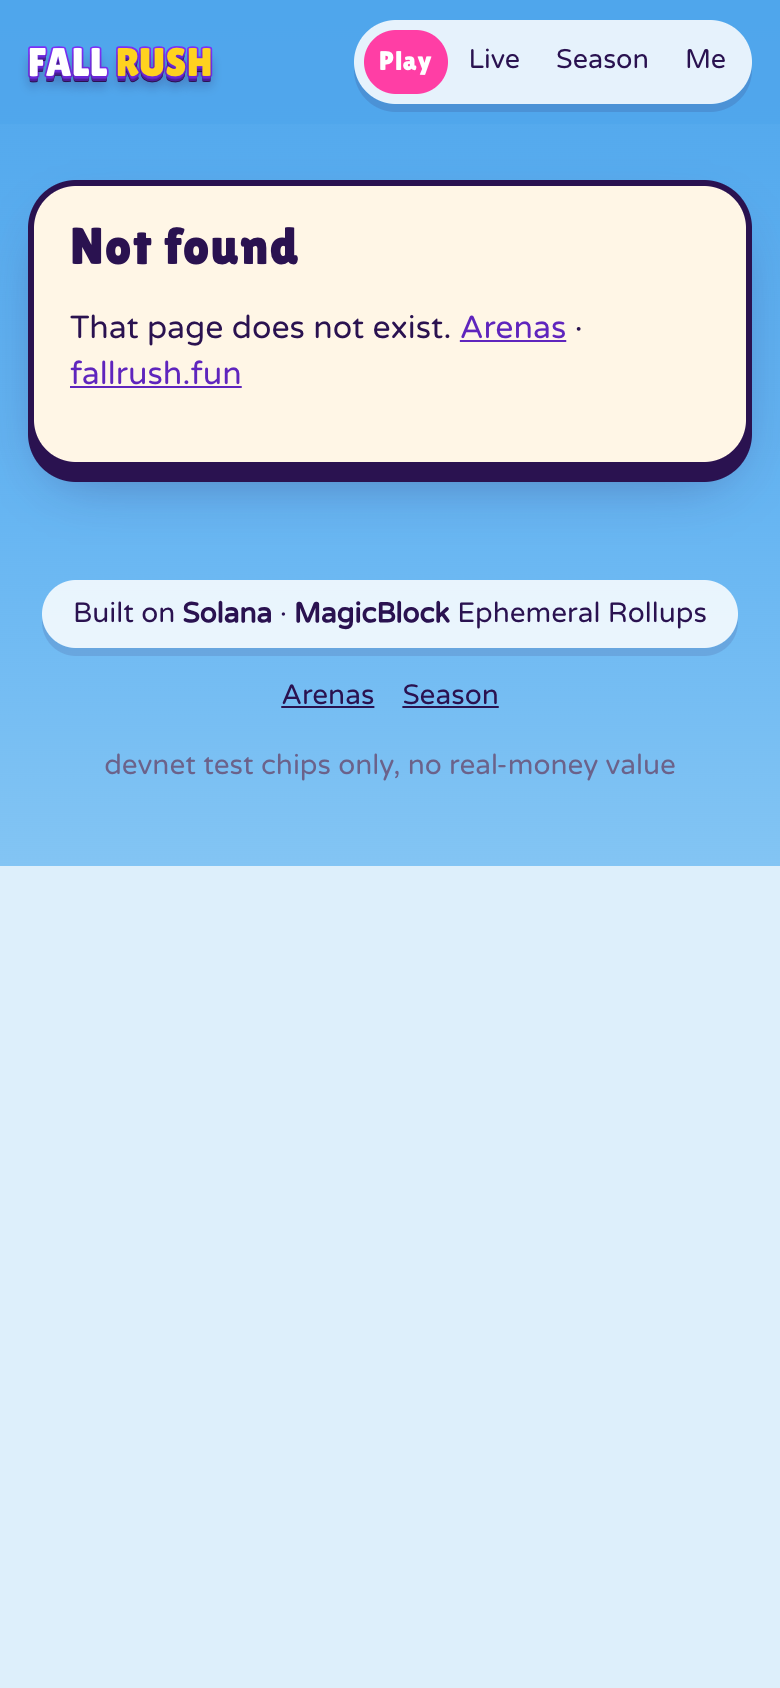 FALL RUSH
Play Live Season Me
Not found
That page does not exist. Arenas ·
fallrush.fun
Built on Solana · MagicBlock Ephemeral Rollups
Arenas Season
devnet test chips only, no real-money value